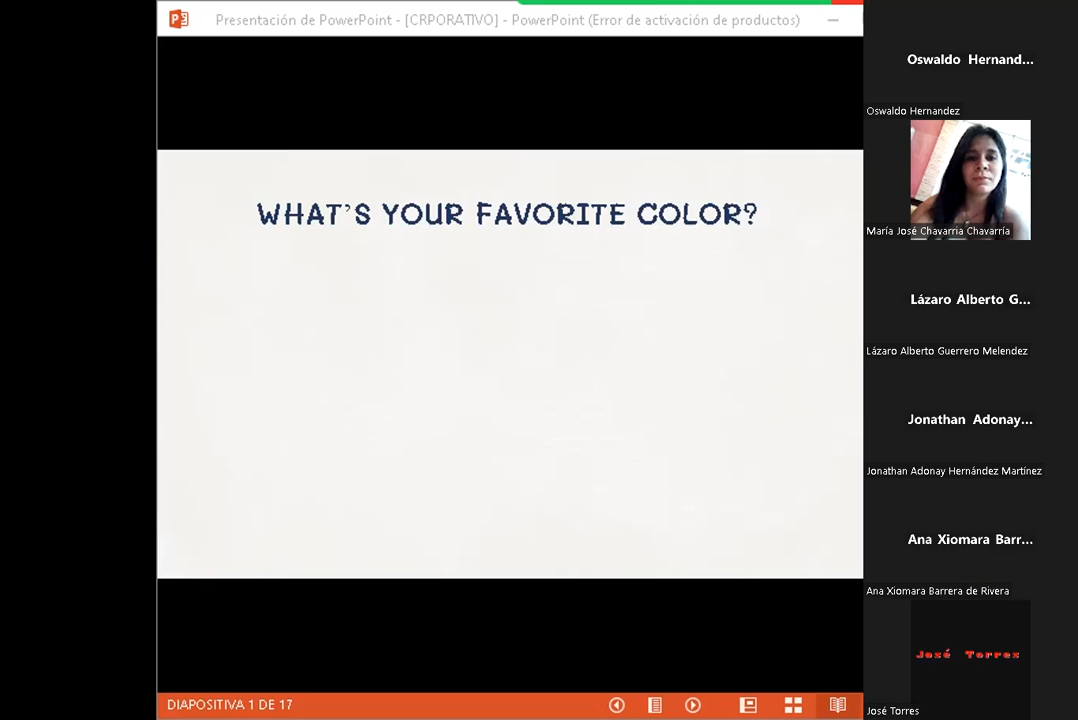 Presentación de PowerPoint - [CRPORATIVO] - PowerPoint (Error de activación de productos)
WHAT'S YOUR FAVORITE COLOR?
DIAPOSITIVA 1 DE 17
Oswaldo Hernand...
Oswaldo Hernandez
María José Chavarria Chavarría
Lázaro Alberto G...
Lázaro Alberto Guerrero Melendez
Jonathan Adonay...
Jonathan Adonay Hernández Martínez
Ana Xiomara Barr...
Ana Xiomara Barrera de Rivera
José Torres
José Torres